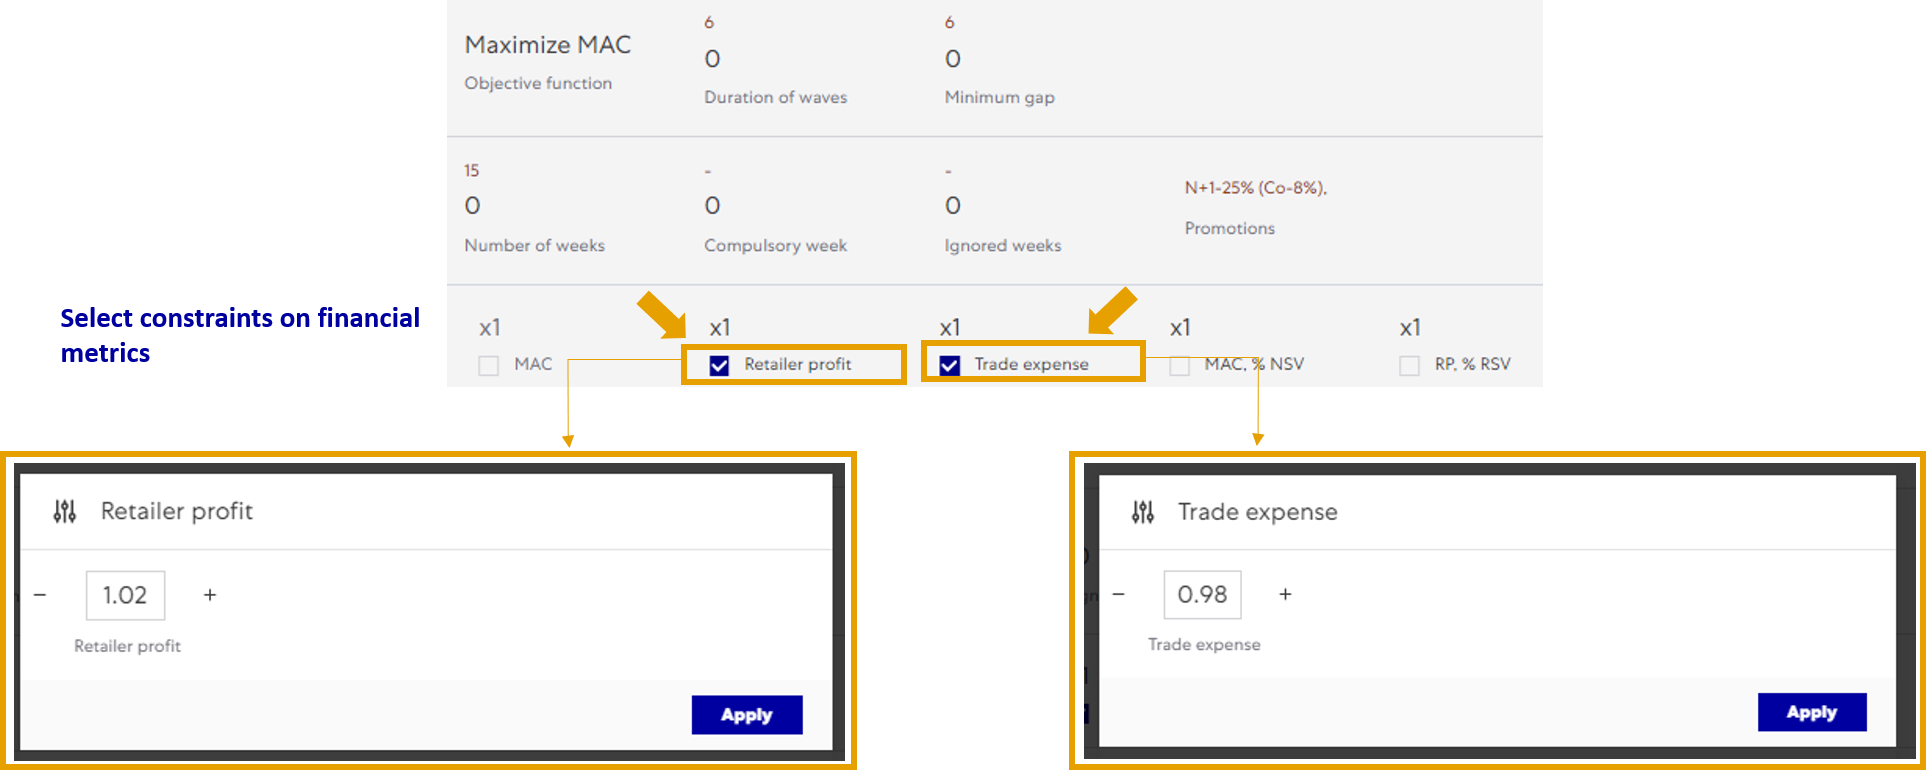 Maximize MAC
Objective function
6
0
Duration of waves
6
0
Minimum gap
15
0
Number of weeks
-
0
Compulsory week
-
0
Ignored weeks
N+1-25% (Co-8%),
Promotions
Select constraints on financial
metrics
x1
MAC
x1
Retailer profit
x1
Trade expense
x1
MAC, % NSV
x1
RP, % RSV
Retailer profit
− 1.02 +
Retailer profit
Apply
Trade expense
− 0.98 +
Trade expense
Apply